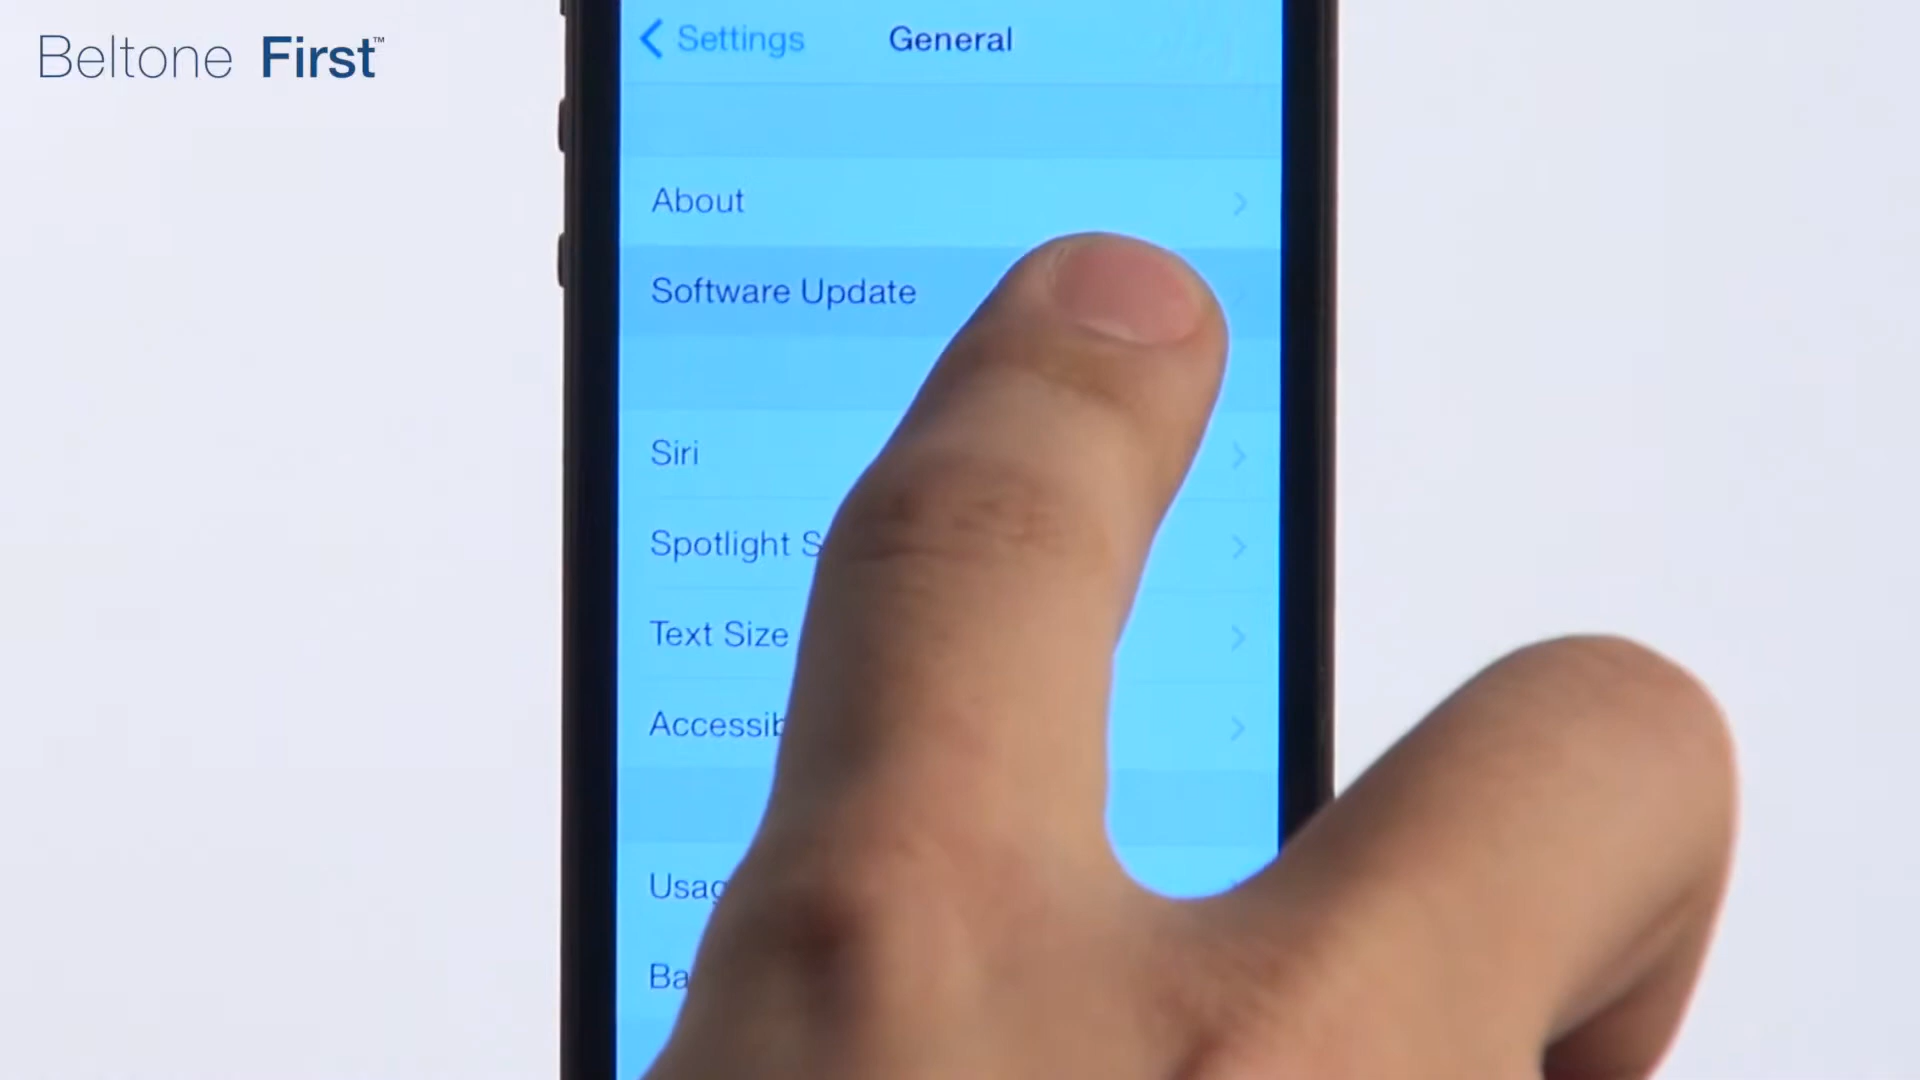 Beltone First™
Settings
General
About
Software Update
Siri
Spotlight S
Text Size
Accessib
Usag
Ba